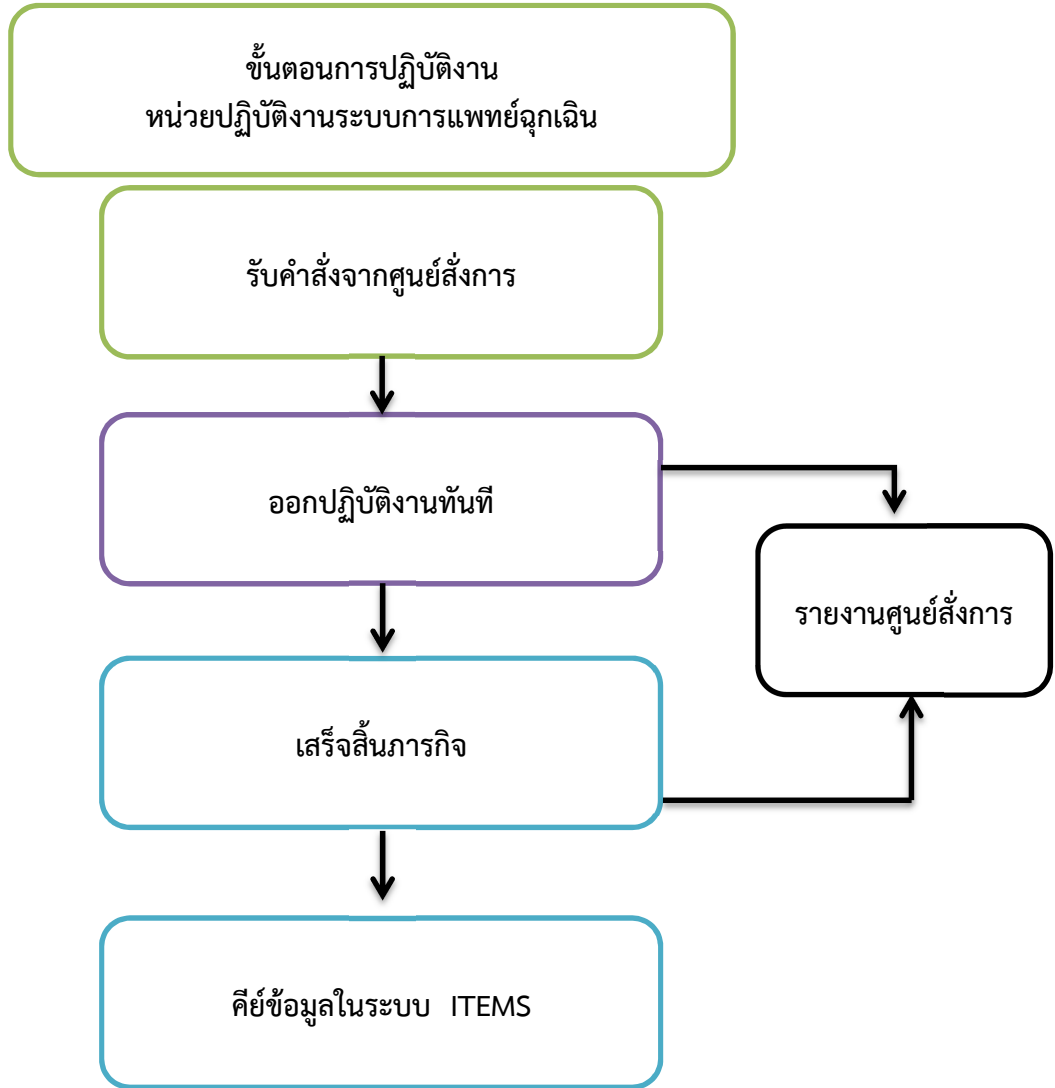 ขั้นตอนการปฏิบัติงาน
หน่วยปฏิบัติงานระบบการแพทย์ฉุกเฉิน
รับคำสั่งจากศูนย์สั่งการ
ออกปฏิบัติงานทันที
รายงานศูนย์สั่งการ
เสร็จสิ้นภารกิจ
คีย์ข้อมูลในระบบ ITEMS